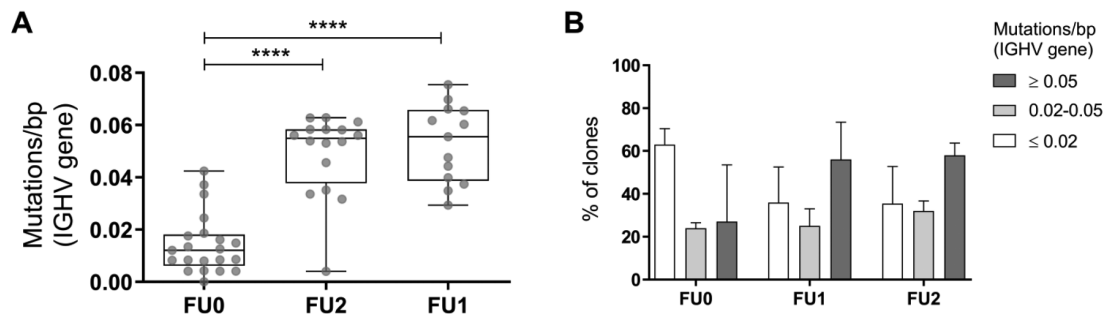 A
****
****
Mutations/bp
(IGHV gene)
0.08
0.06
0.04
0.02
0.00
FU0
FU2
FU1
B
% of clones
100
80
60
40
20
0
FU0
FU1
FU2
Mutations/bp
(IGHV gene)
≥ 0.05
0.02-0.05
≤ 0.02